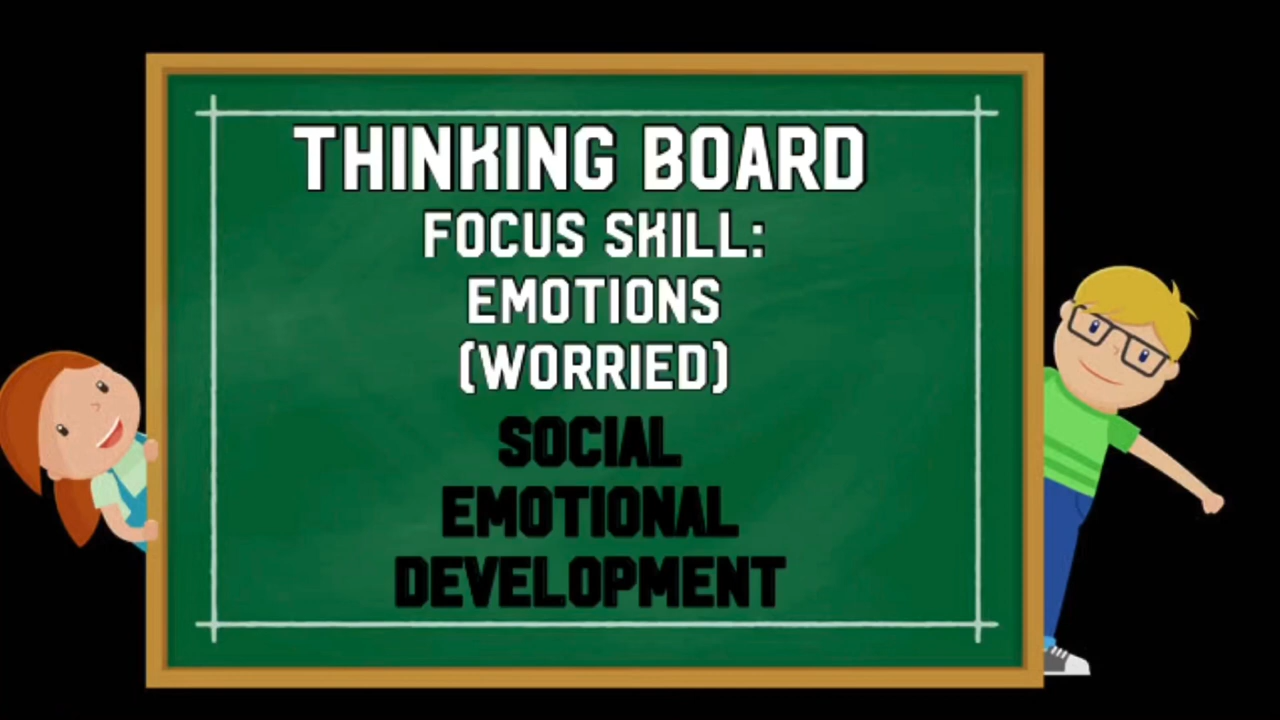 THINKING BOARD
FOCUS SKILL:
EMOTIONS
(WORRIED)
SOCIAL
EMOTIONAL
DEVELOPMENT